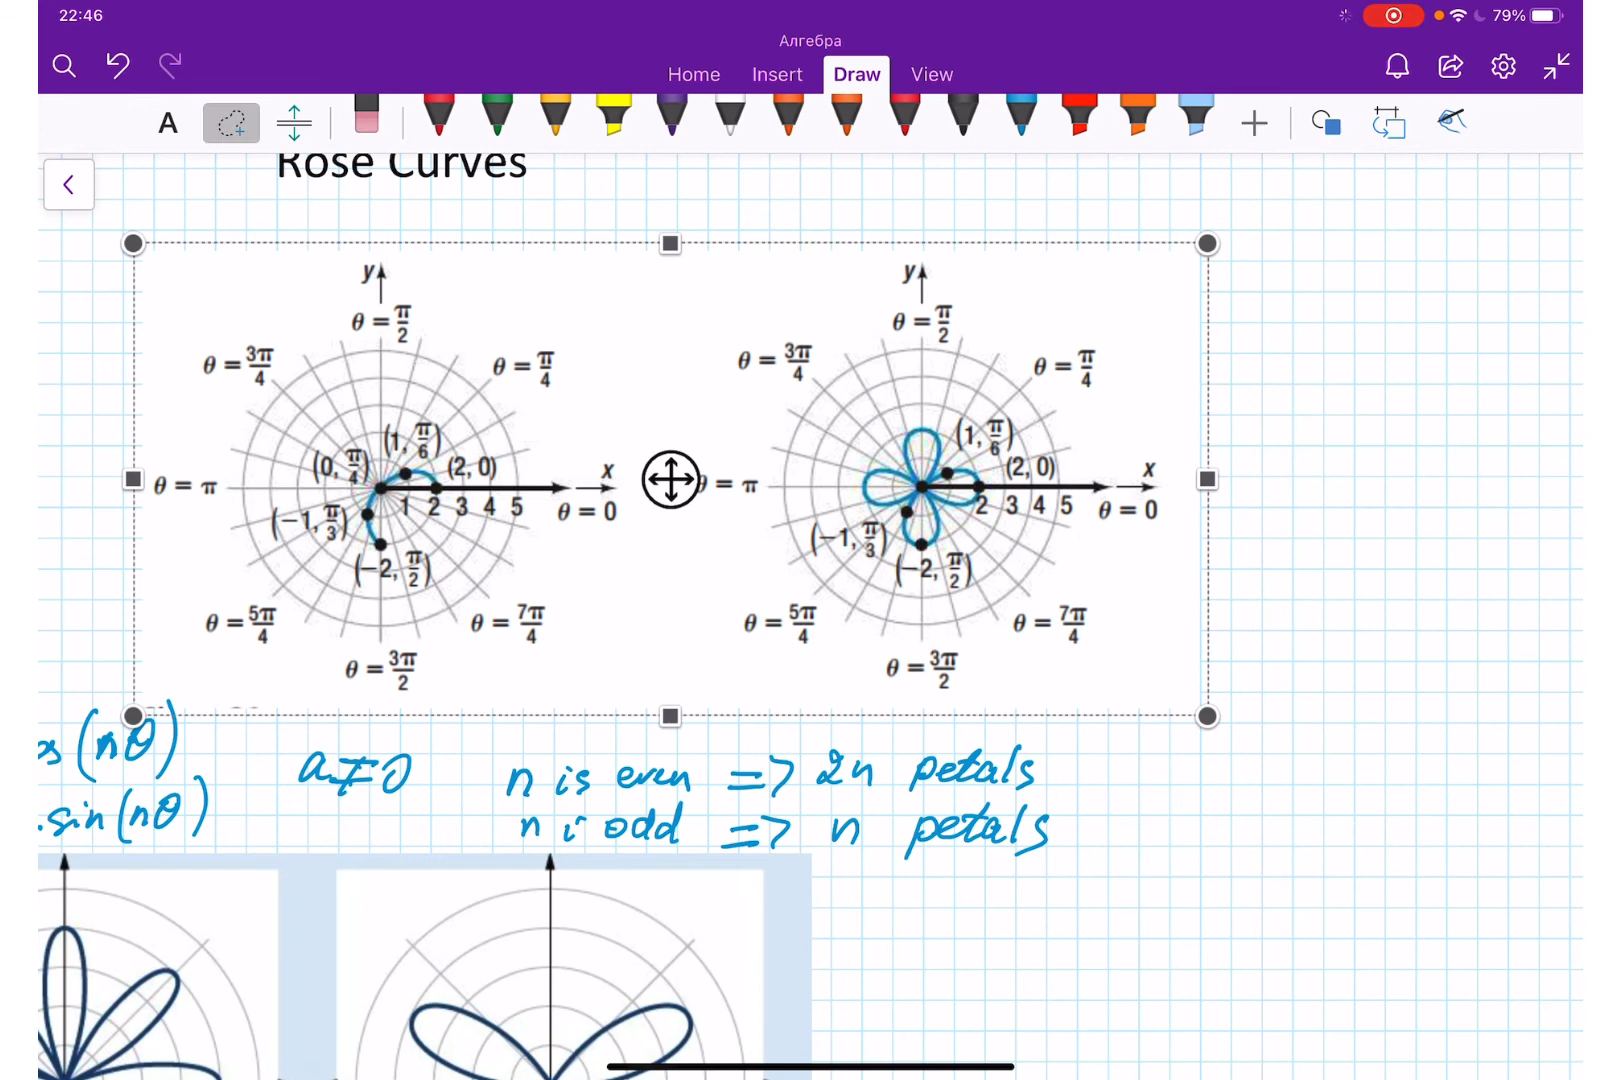 22:46
79%
Алгебра
Home Insert Draw View
A
Rose Curves
y
θ = π/2
θ = 3π/4
θ = π/4
(1, π/6)
(0, π/4)
(2, 0)
x
θ = π
1 2 3 4 5
θ = 0
(−1, π/3)
(−2, π/2)
θ = 5π/4
θ = 7π/4
θ = 3π/2
y
θ = π/2
θ = 3π/4
θ = π/4
(1, π/6)
(2, 0)
x
θ = π
2 3 4 5
θ = 0
(−1, π/3)
(−2, π/2)
θ = 5π/4
θ = 7π/4
θ = 3π/2
os (nθ) a≠0 n is even => 2n petals
.sin (nθ) n i odd => n petals